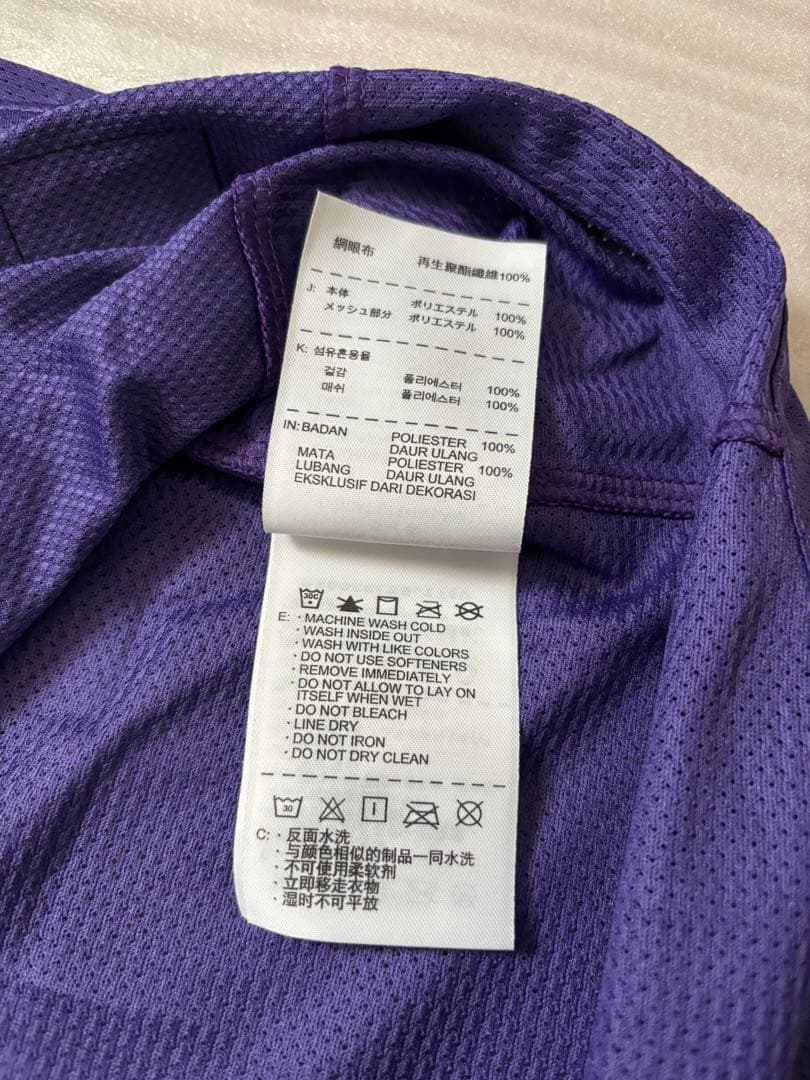 網眼布 再生聚酯纖維100%
J: 本体 ポリエステル 100%
メッシュ部分 ポリエステル 100%
K: 섬유혼용율
겉감 폴리에스터 100%
매쉬 폴리에스터 100%
IN: BADAN POLIESTER 100%
DAUR ULANG
MATA POLIESTER 100%
LUBANG DAUR ULANG
EKSKLUSIF DARI DEKORASI
30C
E: · MACHINE WASH COLD
· WASH INSIDE OUT
· WASH WITH LIKE COLORS
· DO NOT USE SOFTENERS
· REMOVE IMMEDIATELY
· DO NOT ALLOW TO LAY ON
ITSELF WHEN WET
· DO NOT BLEACH
· LINE DRY
· DO NOT IRON
· DO NOT DRY CLEAN
30
C: · 反面水洗
· 与颜色相似的制品一同水洗
· 不可使用柔软剂
· 立即移走衣物
· 湿时不可平放